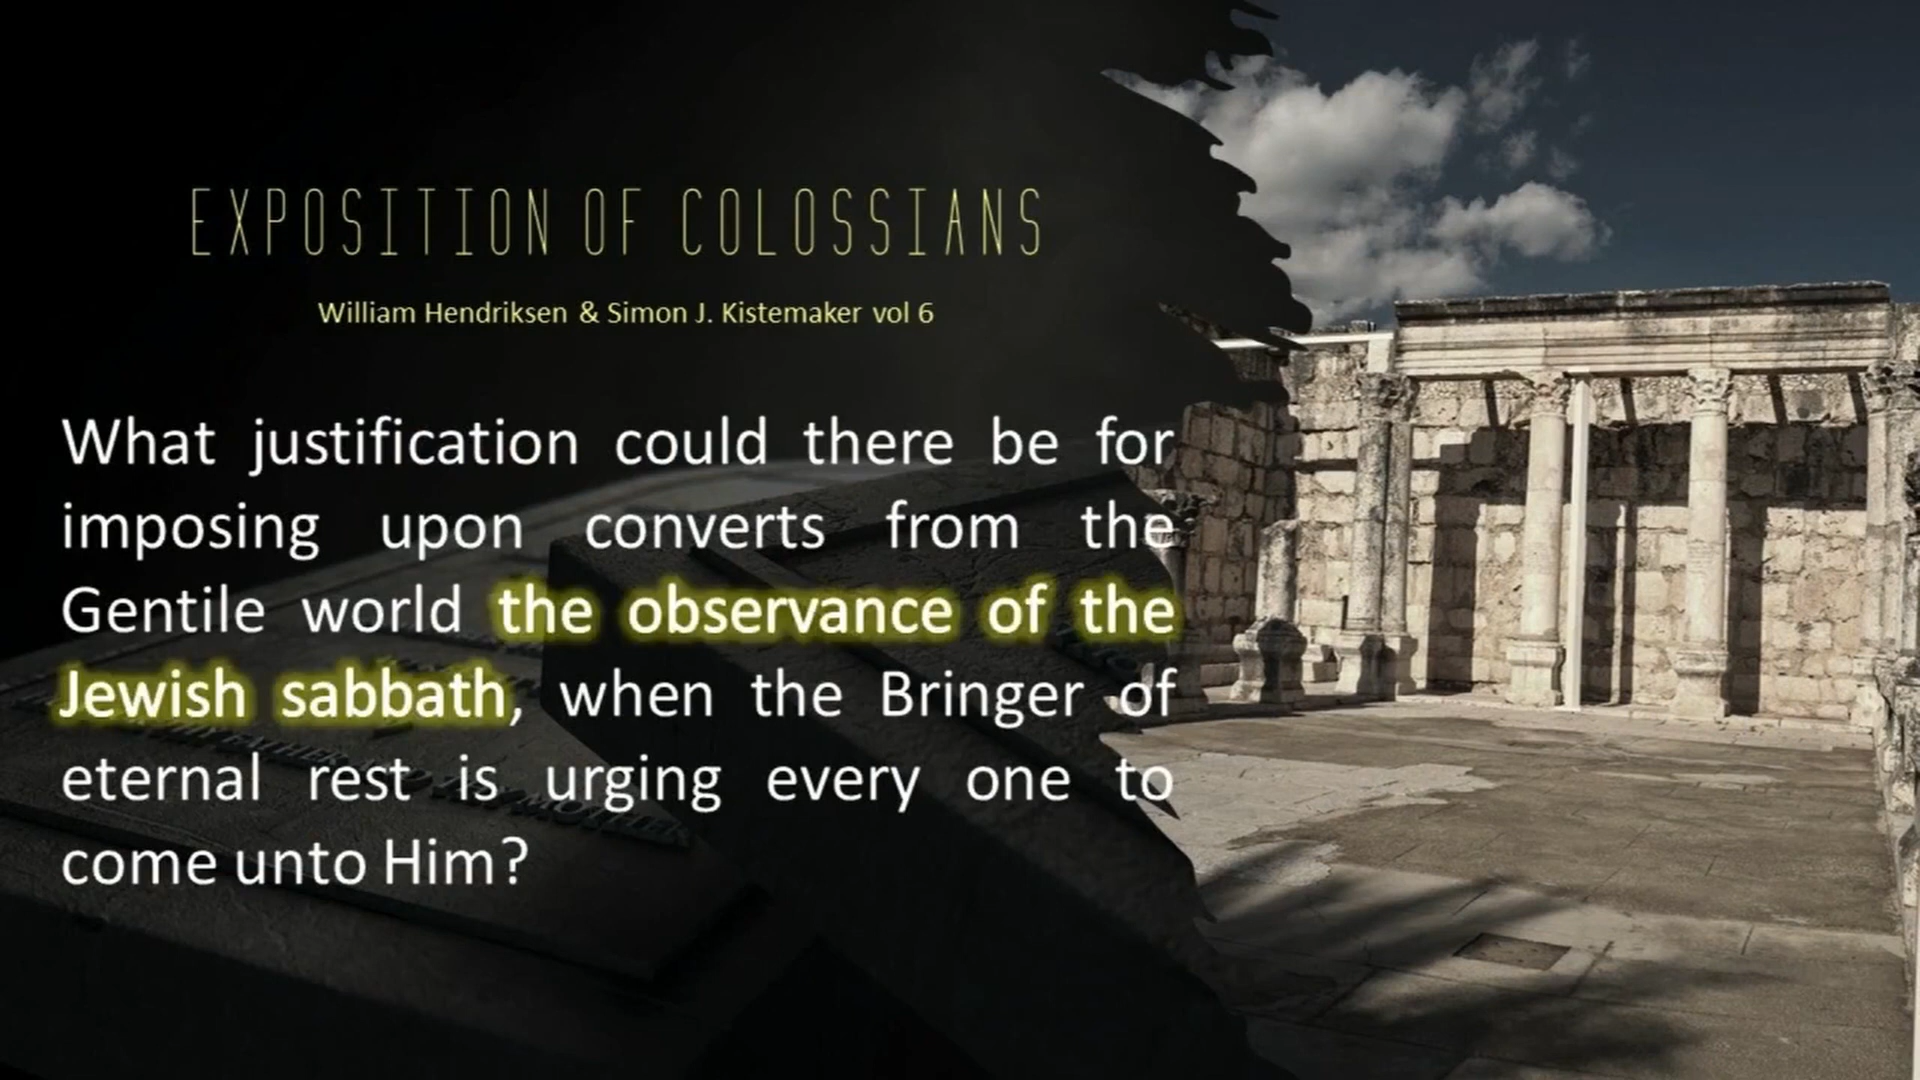 EXPOSITION OF COLOSSIANS
William Hendriksen & Simon J. Kistemaker vol 6
What justification could there be for
imposing upon converts from the
Gentile world the observance of the
Jewish sabbath, when the Bringer of
eternal rest is urging every one to
come unto Him?